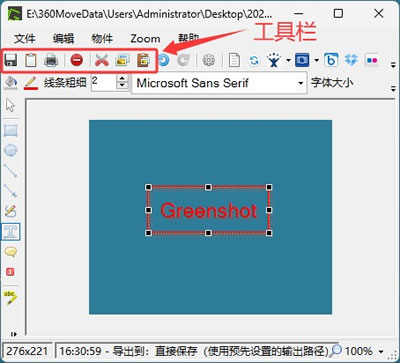 E:\360MoveData\Users\Administrator\Desktop\202...
文件 编辑 物件 Zoom 帮助
工具栏
线条粗细 2 Microsoft Sans Serif 字体大小
Greenshot
276x221 16:30:59 - 导出到: 直接保存（使用预先设置的输出路径） 100%